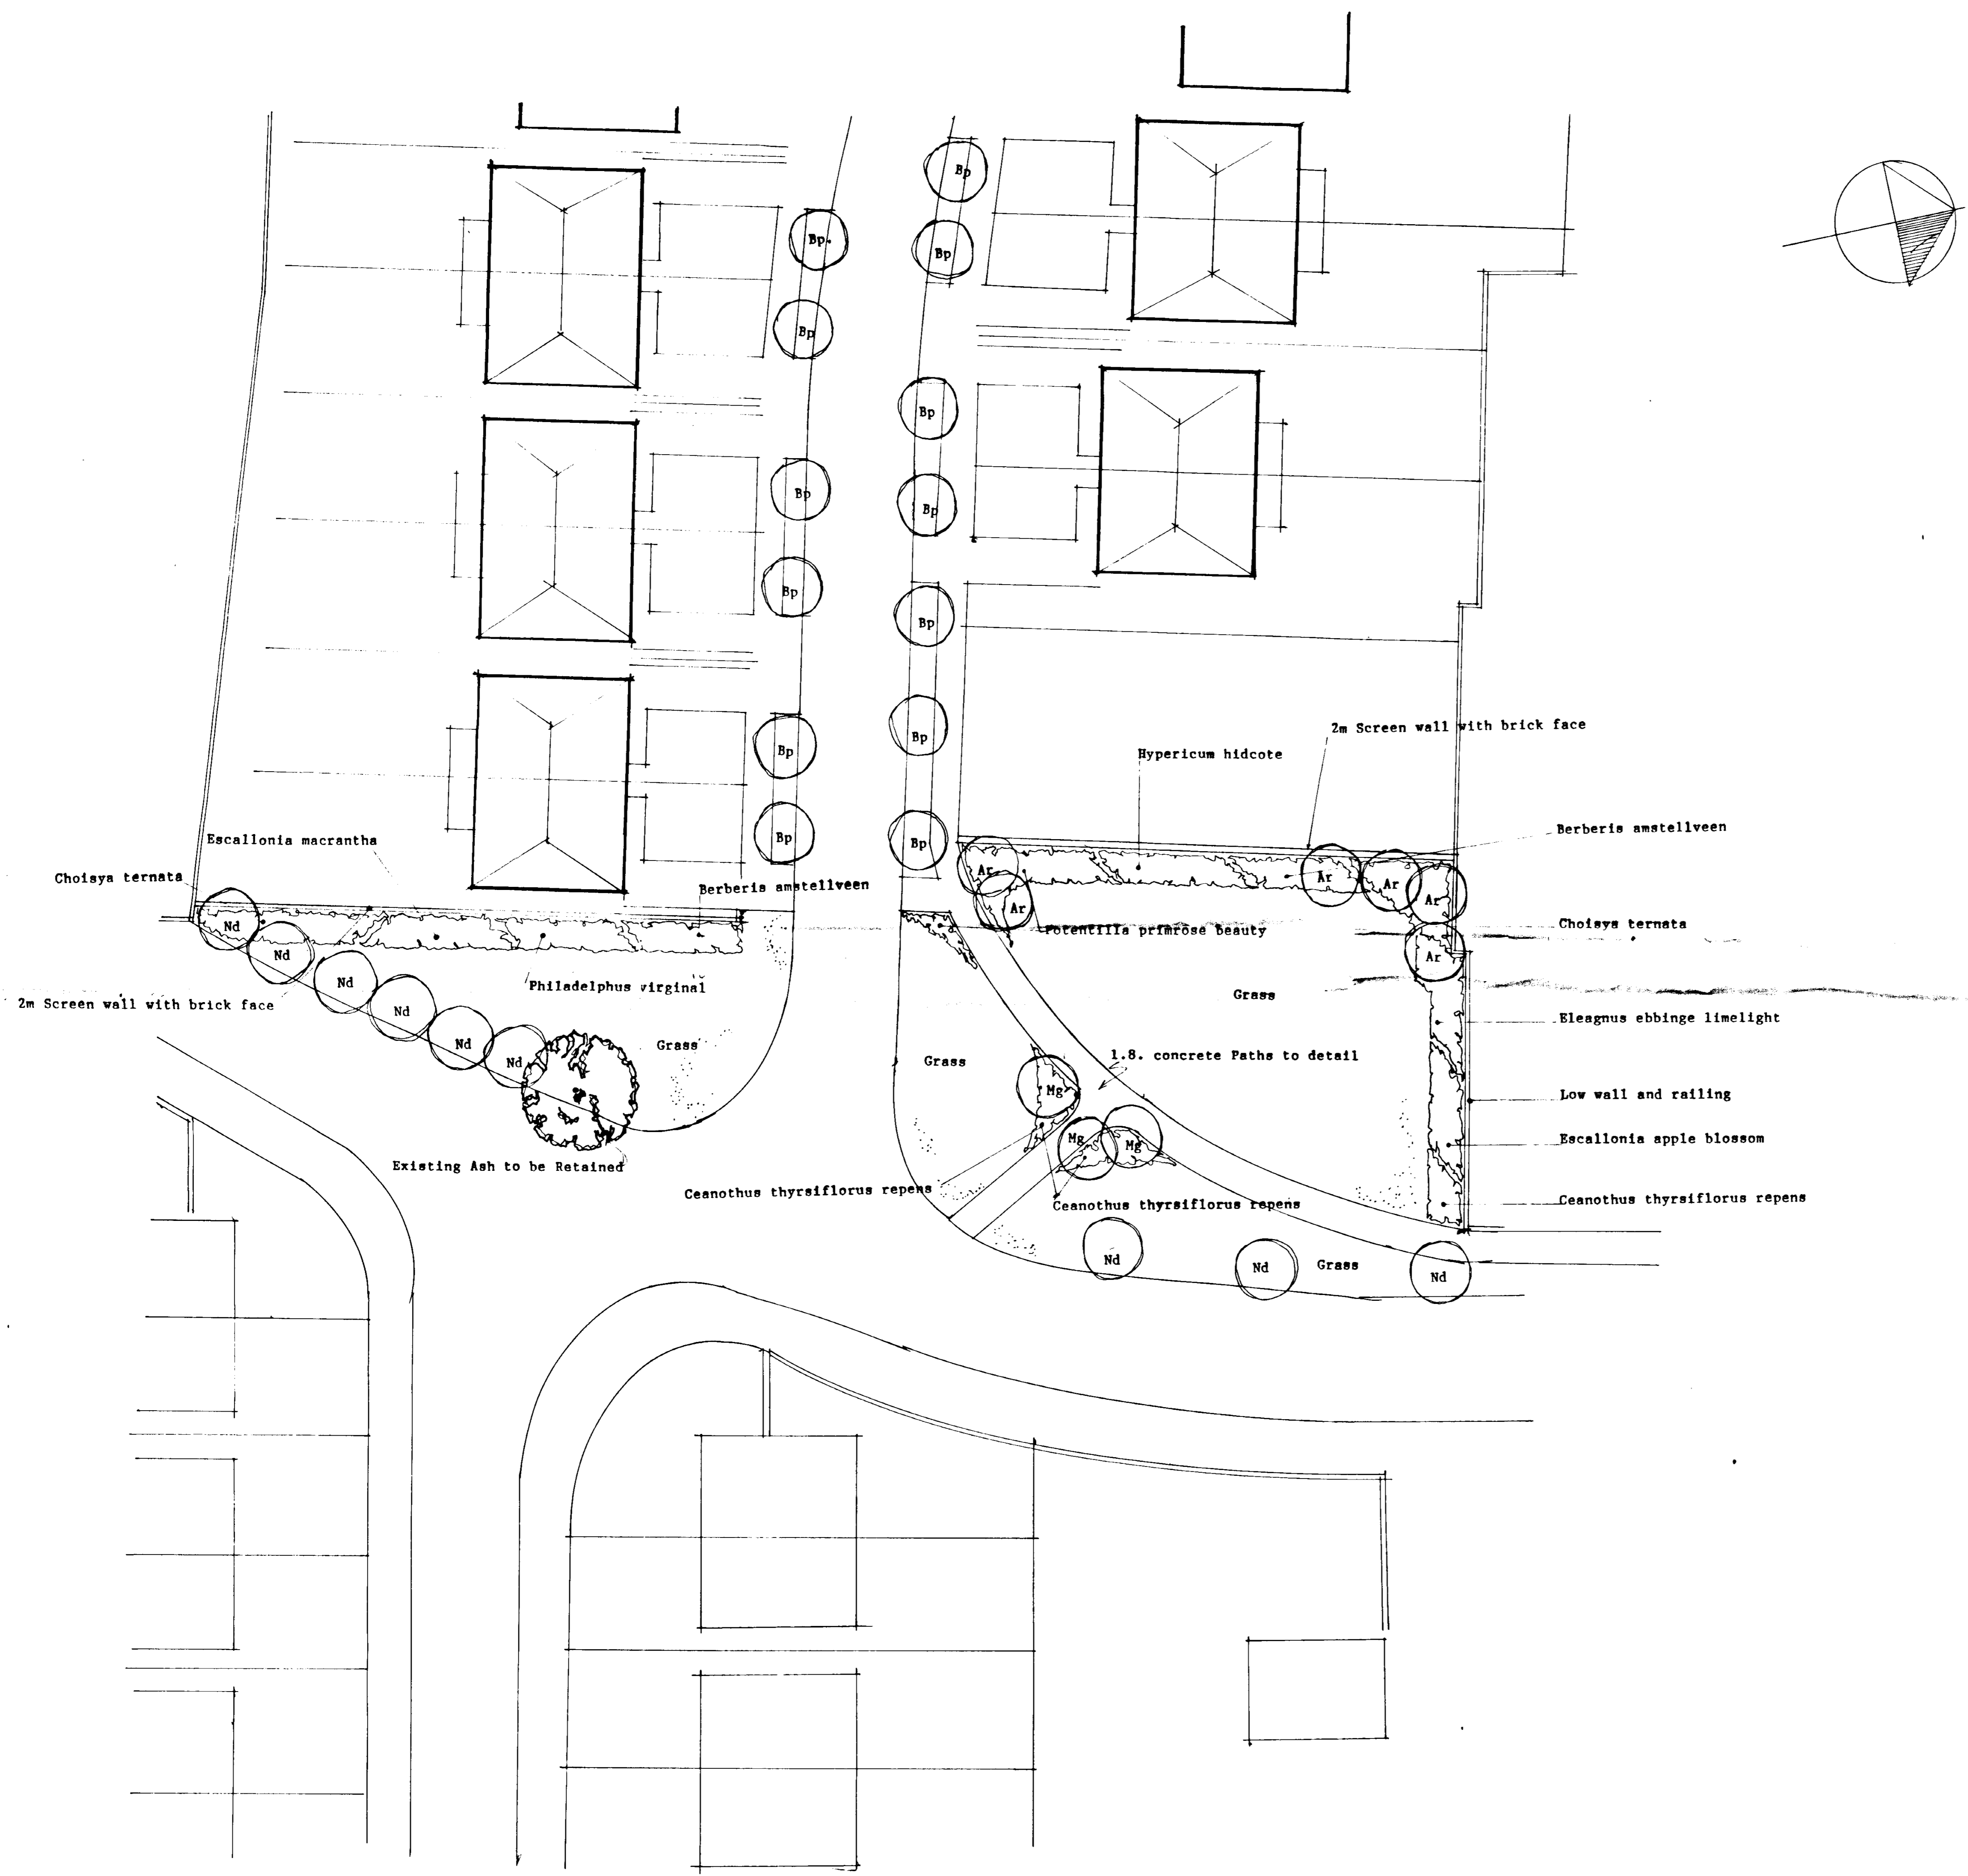 Bp
Bp.
Bp
Bp
Bp
Bp
Bp
Bp
Bp
Bp
2m Screen wall with brick face
Bp
Bp
Hypericum hidcote
Berberis amstellveen
Escallonia macrantha
Bp
Bp
Choisya ternata
Berberis amstellveen
Ar
Ar
Ar
Ar
Ar
Nd
Choisya ternata
Potentilla primrose beauty
Nd
Ar
Nd
Philadelphus virginal
Grass
2m Screen wall with brick face
Nd
Eleagnus ebbinge limelight
Nd
Grass
Nd
Grass
1.8. concrete Paths to detail
Mg
Low wall and railing
Mg
Mg
Escallonia apple blossom
Existing Ash to be Retained
Ceanothus thyrsiflorus repens
Ceanothus thyrsiflorus repens
Ceanothus thyrsiflorus repens
Nd
Nd
Grass
Nd